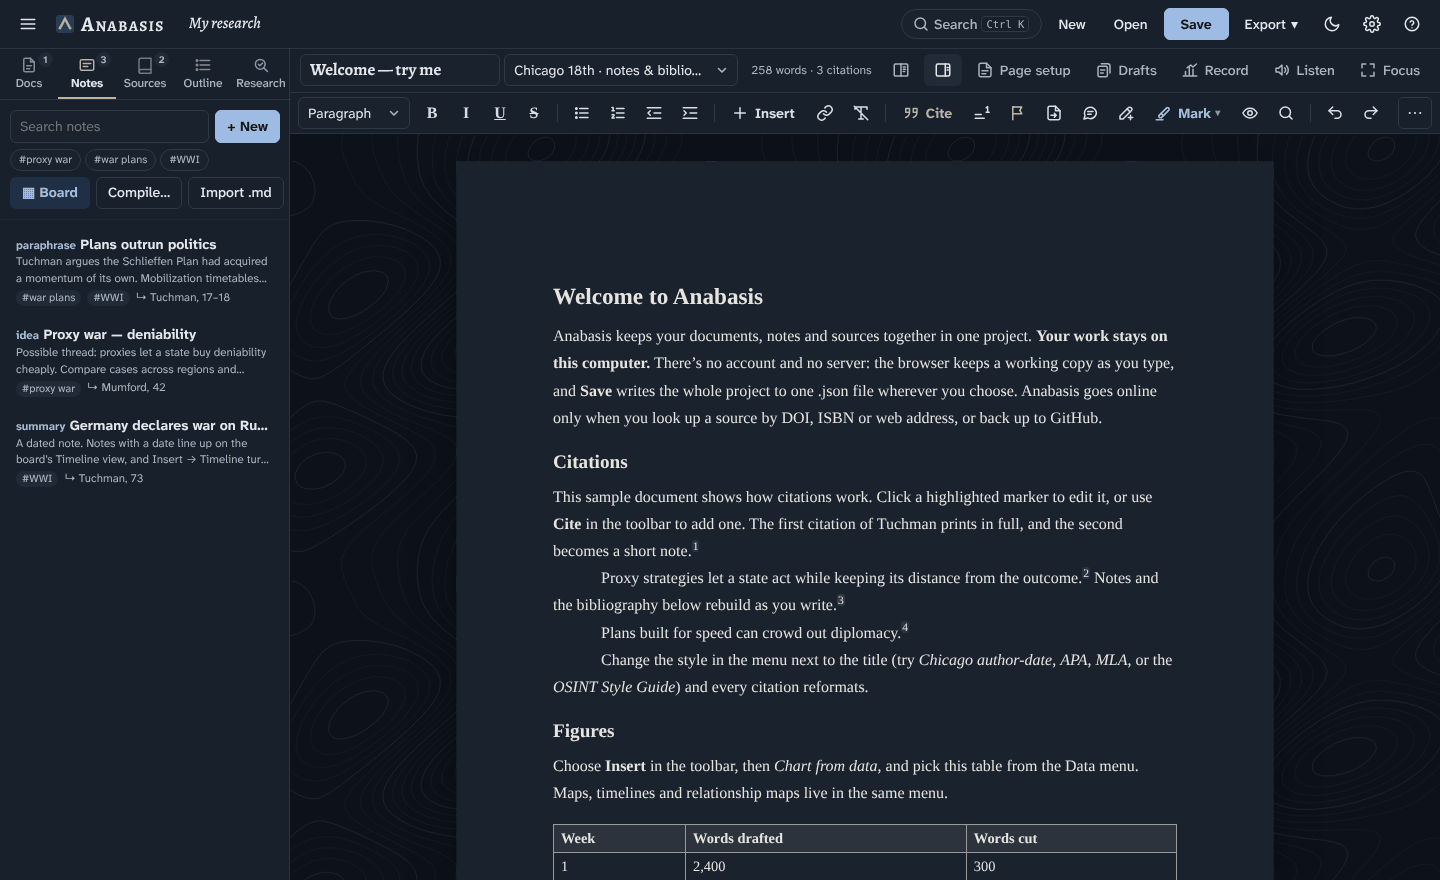 Anabasis
My research
Search Ctrl K
New
Open
Save
Export ▾
Docs 1
Notes 3
Sources 2
Outline
Research
Search notes
+ New
#proxy war #war plans #WWI
▦ Board
Compile...
Import .md
paraphrase Plans outrun politics
Tuchman argues the Schlieffen Plan had acquired
a momentum of its own. Mobilization timetables...
#war plans #WWI ↳ Tuchman, 17–18
idea Proxy war — deniability
Possible thread: proxies let a state buy deniability
cheaply. Compare cases across regions and...
#proxy war ↳ Mumford, 42
summary Germany declares war on Ru...
A dated note. Notes with a date line up on the
board's Timeline view, and Insert → Timeline tur...
#WWI ↳ Tuchman, 73
Welcome — try me
Chicago 18th · notes & biblio...
258 words · 3 citations
Page setup
Drafts
Record
Listen
Focus
Paragraph
B I U S
Insert
Cite
1
Mark ▾
...
Welcome to Anabasis
Anabasis keeps your documents, notes and sources together in one project. Your work stays on
this computer. There's no account and no server: the browser keeps a working copy as you type,
and Save writes the whole project to one .json file wherever you choose. Anabasis goes online
only when you look up a source by DOI, ISBN or web address, or back up to GitHub.
Citations
This sample document shows how citations work. Click a highlighted marker to edit it, or use
Cite in the toolbar to add one. The first citation of Tuchman prints in full, and the second
becomes a short note.1
Proxy strategies let a state act while keeping its distance from the outcome.2 Notes and
the bibliography below rebuild as you write.3
Plans built for speed can crowd out diplomacy.4
Change the style in the menu next to the title (try Chicago author-date, APA, MLA, or the
OSINT Style Guide) and every citation reformats.
Figures
Choose Insert in the toolbar, then Chart from data, and pick this table from the Data menu.
Maps, timelines and relationship maps live in the same menu.
Week Words drafted Words cut
1 2,400 300